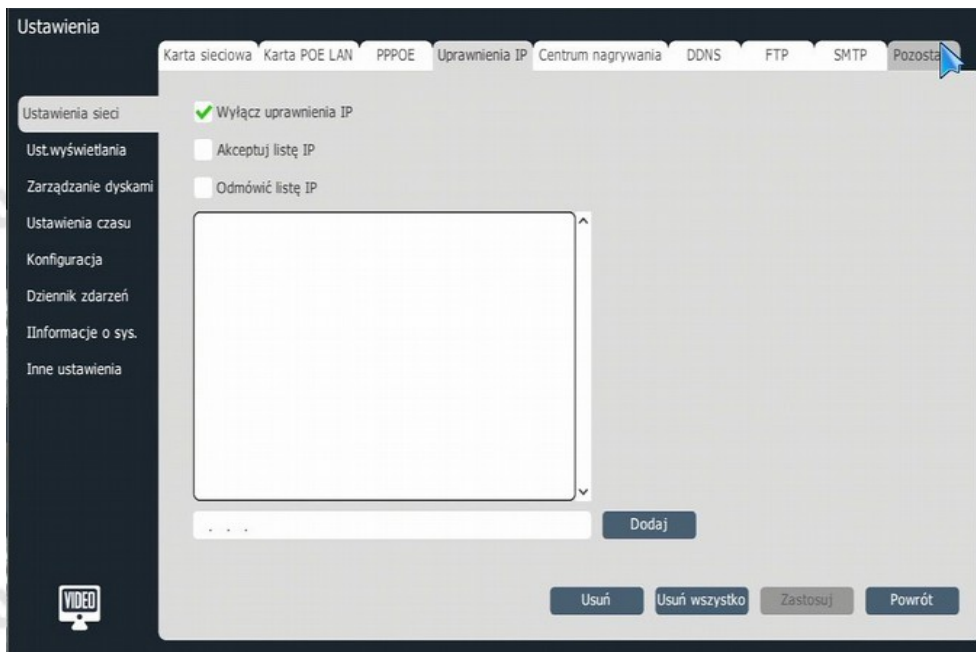 Ustawienia
Karta sieciowa Karta POE LAN PPPOE Uprawnienia IP Centrum nagrywania DDNS FTP SMTP
Ustawienia sieci
Ust.wyświetlania
Zarządzanie dyskami
Ustawienia czasu
Konfiguracja
Dziennik zdarzeń
IInformacje o sys.
Inne ustawienia
Wyłącz uprawnienia IP
Akceptuj listę IP
Odmówić listę IP
. . .
Dodaj
Usuń Usuń wszystko Zastosuj Powrót
VIDEO